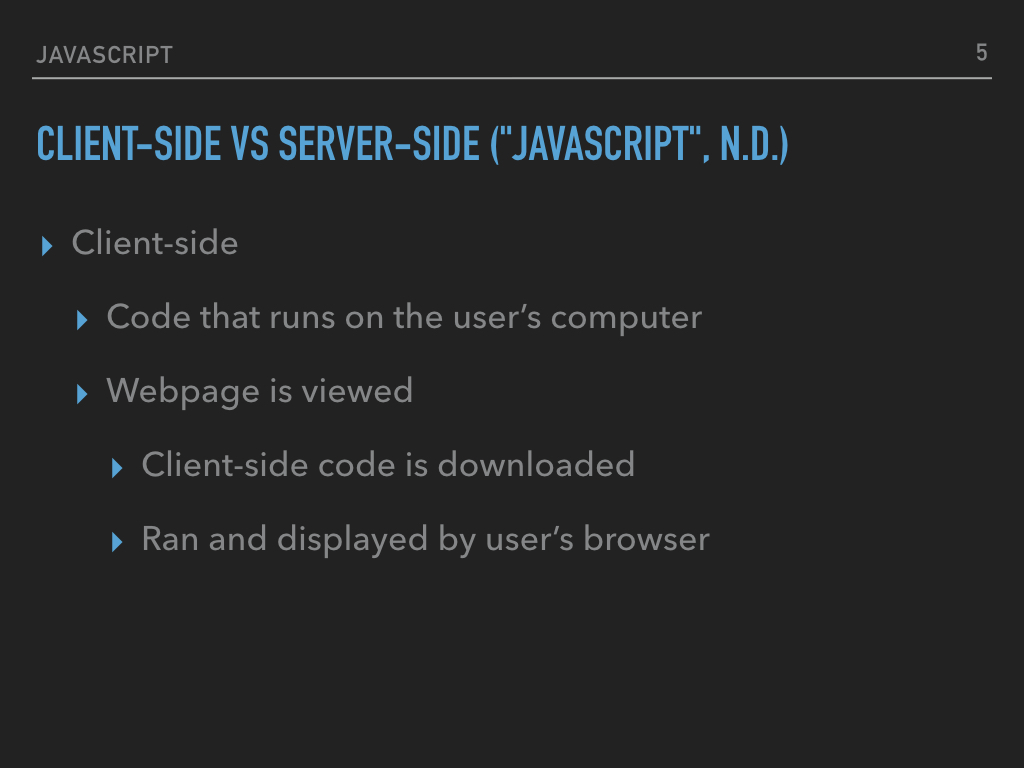 JAVASCRIPT 5
CLIENT-SIDE VS SERVER-SIDE ("JAVASCRIPT", N.D.)
Client-side
Code that runs on the user’s computer
Webpage is viewed
Client-side code is downloaded
Ran and displayed by user’s browser